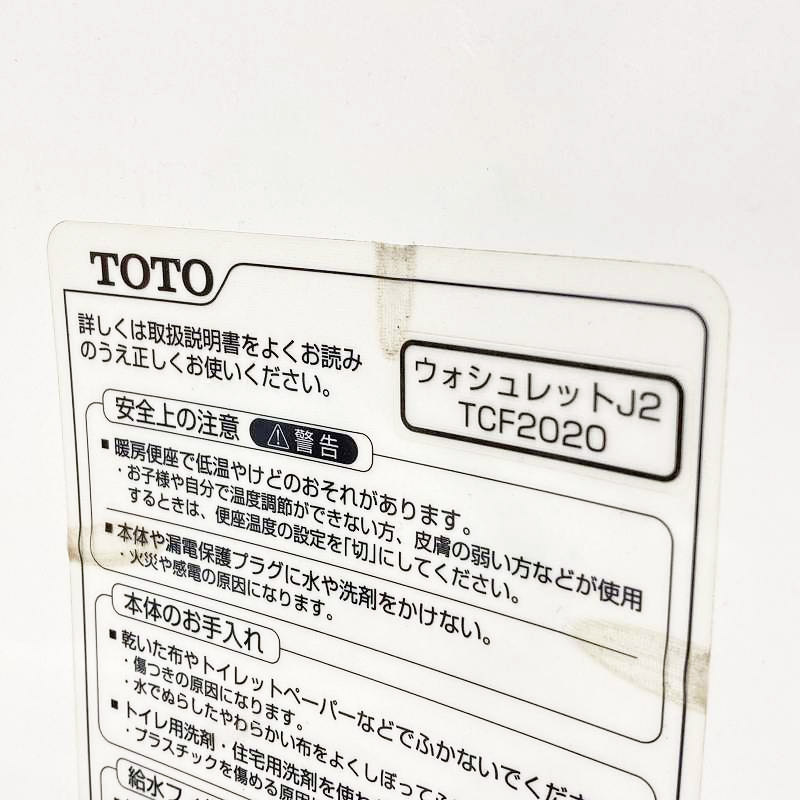 TOTO
詳しくは取扱説明書をよくお読み
のうえ正しくお使いください。
ウォシュレットJ2
TCF2020
安全上の注意 ⚠警告
■暖房便座で低温やけどのおそれがあります。
・お子様や自分で温度調節ができない方、皮膚の弱い方などが使用
するときは、便座温度の設定を「切」にしてください。
■本体や漏電保護プラグに水や洗剤をかけない。
・火災や感電の原因になります。
本体のお手入れ
■乾いた布やトイレットペーパーなどでふかないでくださ
・傷つきの原因になります。
・水でぬらしたやわらかい布をよくしぼってふ
■トイレ用洗剤・住宅用洗剤を使わ
・プラスチックを傷める原因
給水フィ